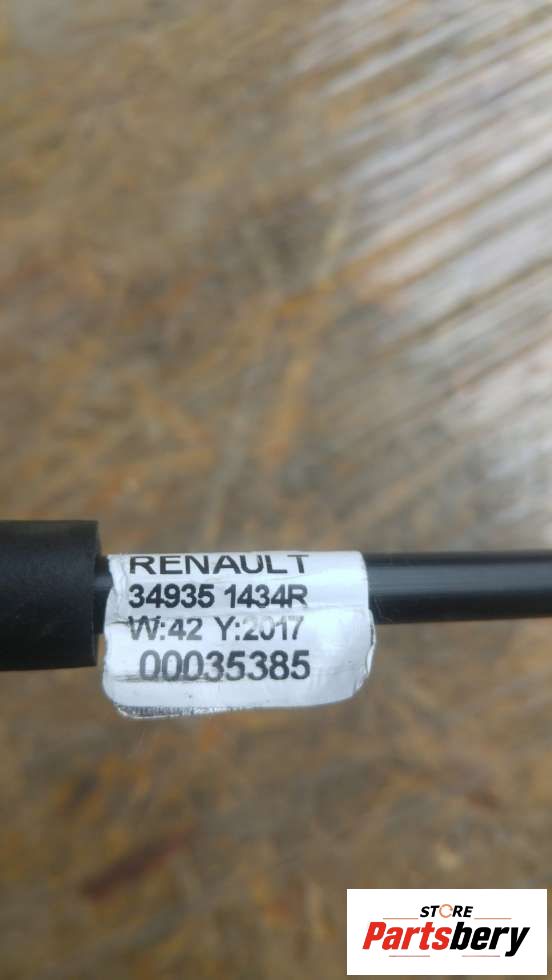 RENAULT
34935 1434R
W:42 Y:2017
00035385
STORE
Partsbery